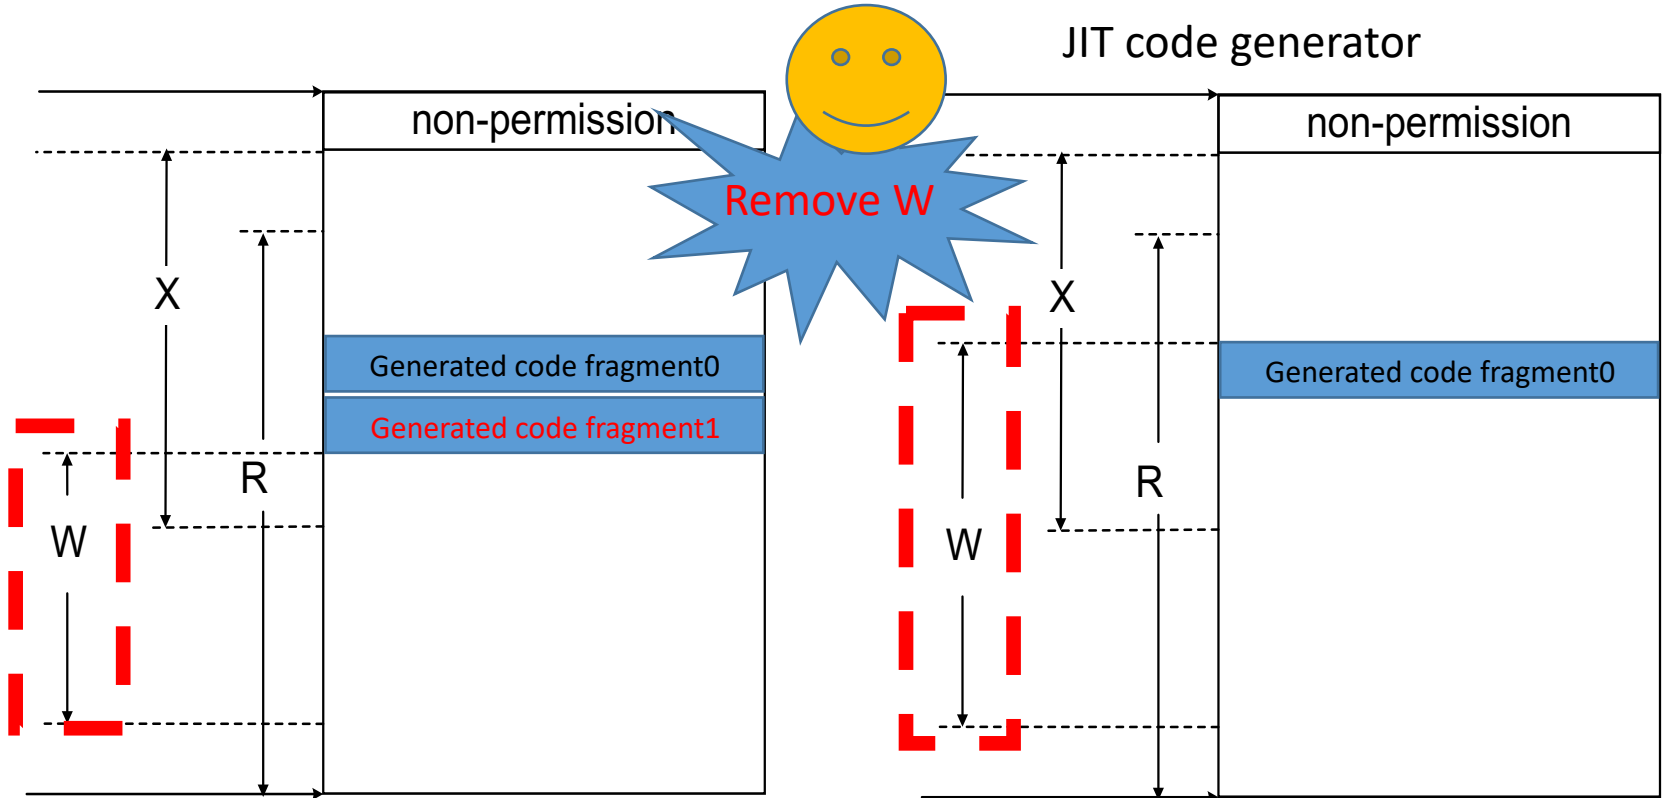 JIT code generator
non-permission
Remove W
X
R
W
Generated code fragment0
Generated code fragment1
non-permission
X
R
W
Generated code fragment0